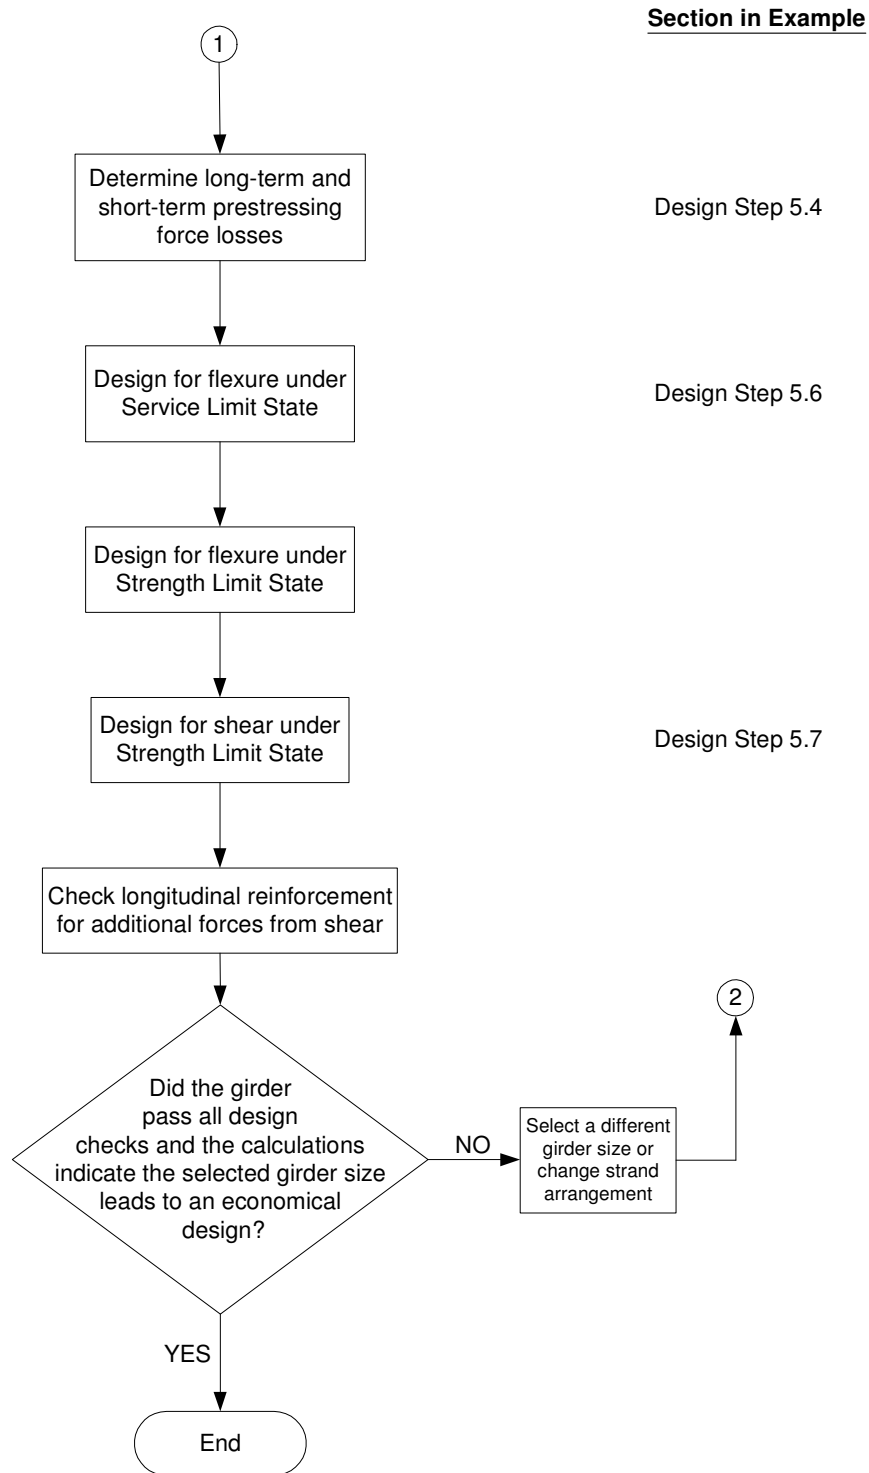 Section in Example
1
Determine long-term and
short-term prestressing
force losses
Design Step 5.4
Design for flexure under
Service Limit State
Design Step 5.6
Design for flexure under
Strength Limit State
Design for shear under
Strength Limit State
Design Step 5.7
Check longitudinal reinforcement
for additional forces from shear
2
Did the girder
pass all design
checks and the calculations
indicate the selected girder size
leads to an economical
design?
NO
Select a different
girder size or
change strand
arrangement
YES
End